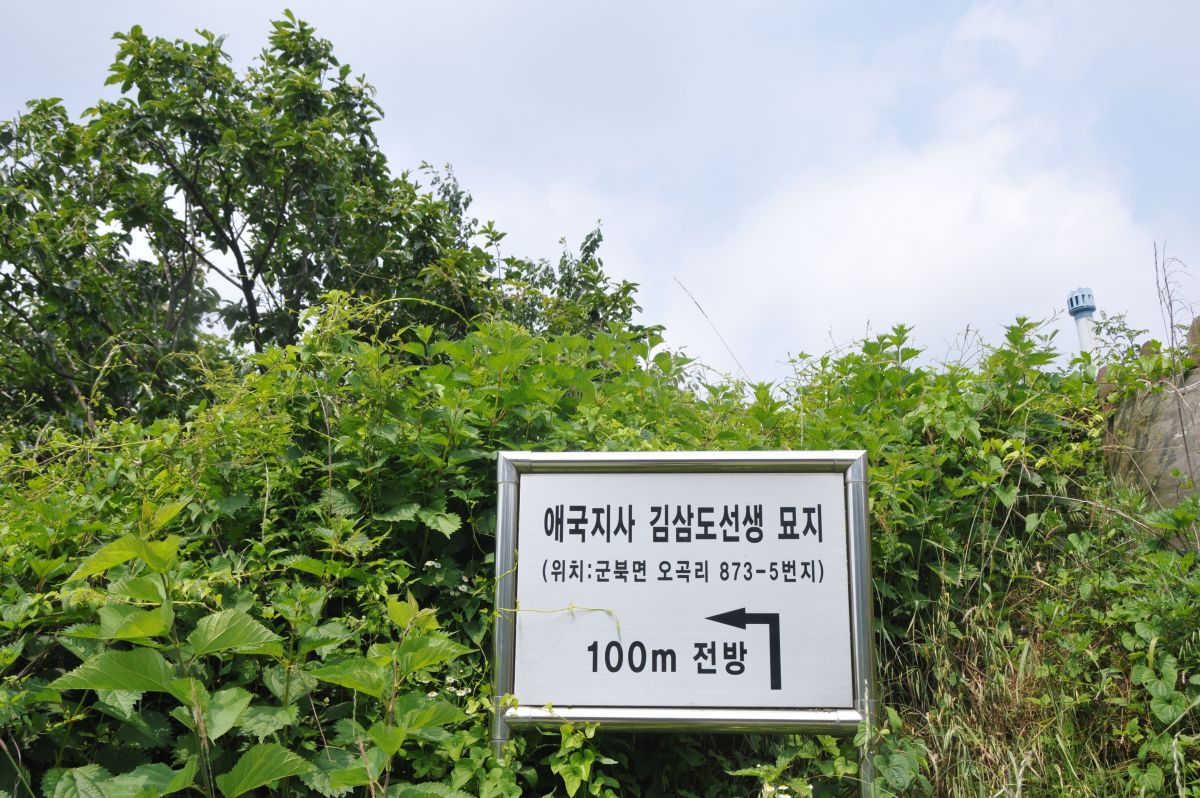 애국지사 김삼도선생 묘지
(위치:군북면 오곡리 873-5번지)
100m 전방